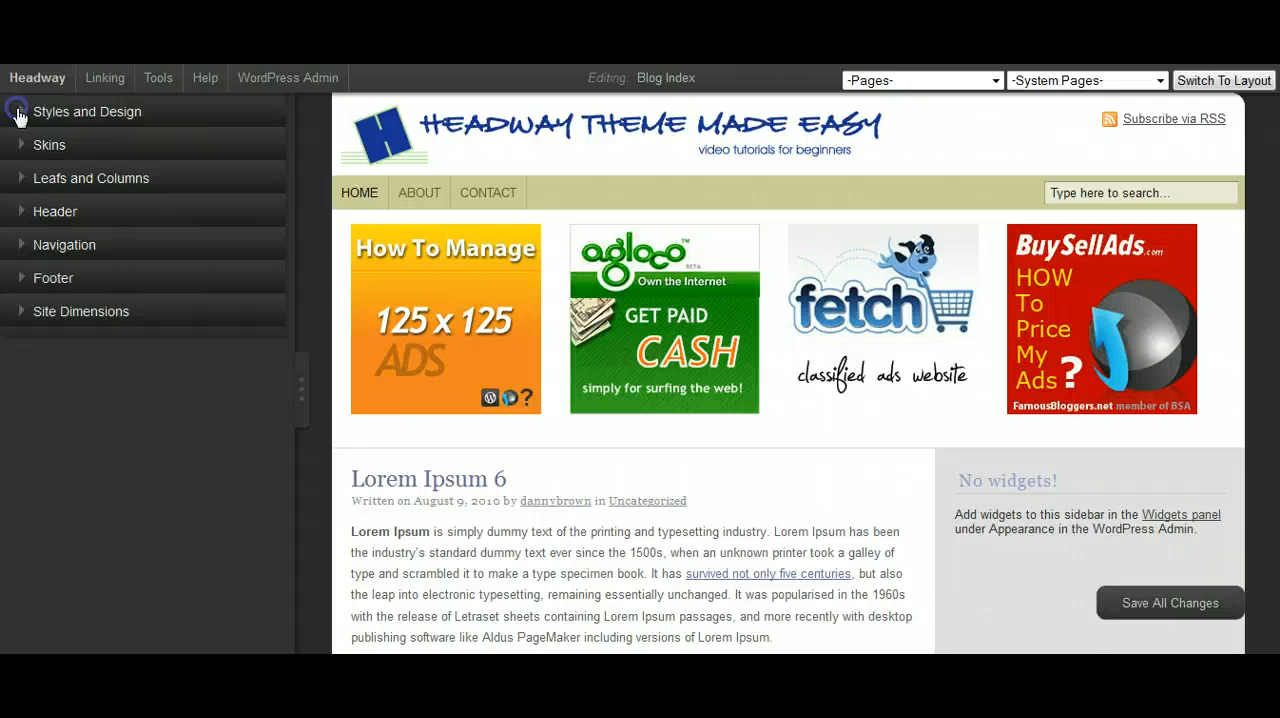 Headway Linking Tools Help WordPress Admin Editing: Blog Index -Pages- -System Pages- Switch To Layout
Styles and Design
Skins
Leafs and Columns
Header
Navigation
Footer
Site Dimensions
HEADWAY THEME MADE EASY
video tutorials for beginners
Subscribe via RSS
HOME ABOUT CONTACT
Type here to search...
How To Manage
125 x 125
ADS
?
agloco™
BETA
Own the Internet
GET PAID
CASH
simply for surfing the web!
fetch
classified ads website
BuySellAds.com
HOW
To
Price
My
Ads ?
FamousBloggers.net member of BSA
Lorem Ipsum 6
Written on August 9, 2010 by dannybrown in Uncategorized
Lorem Ipsum is simply dummy text of the printing and typesetting industry. Lorem Ipsum has been
the industry's standard dummy text ever since the 1500s, when an unknown printer took a galley of
type and scrambled it to make a type specimen book. It has survived not only five centuries, but also
the leap into electronic typesetting, remaining essentially unchanged. It was popularised in the 1960s
with the release of Letraset sheets containing Lorem Ipsum passages, and more recently with desktop
publishing software like Aldus PageMaker including versions of Lorem Ipsum.
No widgets!
Add widgets to this sidebar in the Widgets panel
under Appearance in the WordPress Admin.
Save All Changes